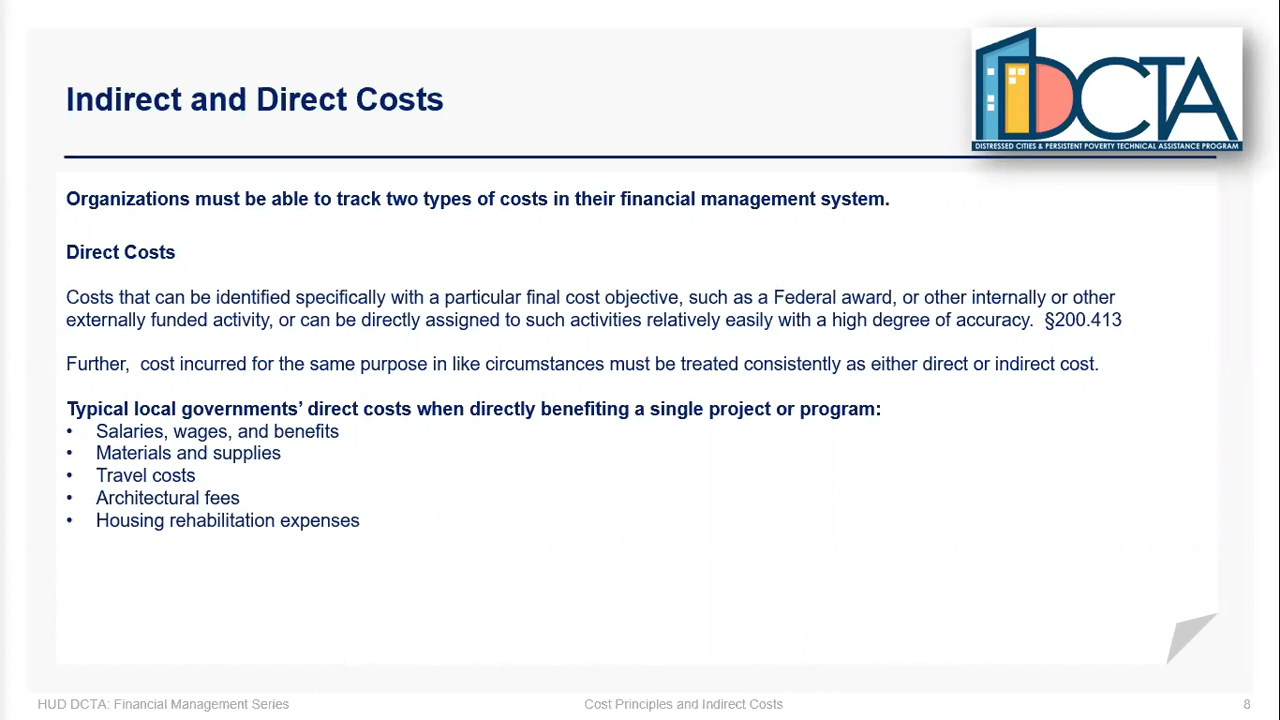 DCTA
DISTRESSED CITIES & PERSISTENT POVERTY TECHNICAL ASSISTANCE PROGRAM
Indirect and Direct Costs
Organizations must be able to track two types of costs in their financial management system.
Direct Costs
Costs that can be identified specifically with a particular final cost objective, such as a Federal award, or other internally or other
externally funded activity, or can be directly assigned to such activities relatively easily with a high degree of accuracy.  §200.413
Further,  cost incurred for the same purpose in like circumstances must be treated consistently as either direct or indirect cost.
Typical local governments’ direct costs when directly benefiting a single project or program:
• Salaries, wages, and benefits
• Materials and supplies
• Travel costs
• Architectural fees
• Housing rehabilitation expenses
HUD DCTA: Financial Management Series
Cost Principles and Indirect Costs
8